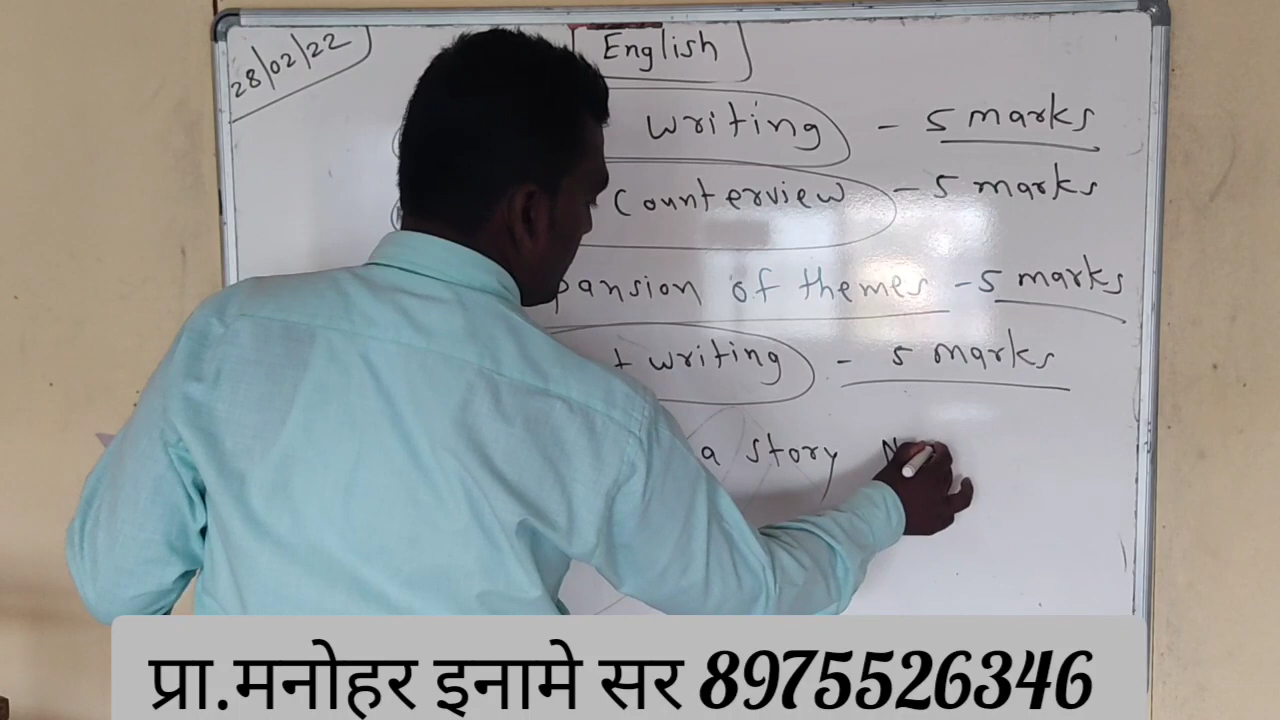 28/02/22
English
writing - 5 marks
Counterview - 5 marks
pansion of themes - 5 marks
t writing - 5 marks
a story N
प्रा.मनोहर इनामे सर 8975526346